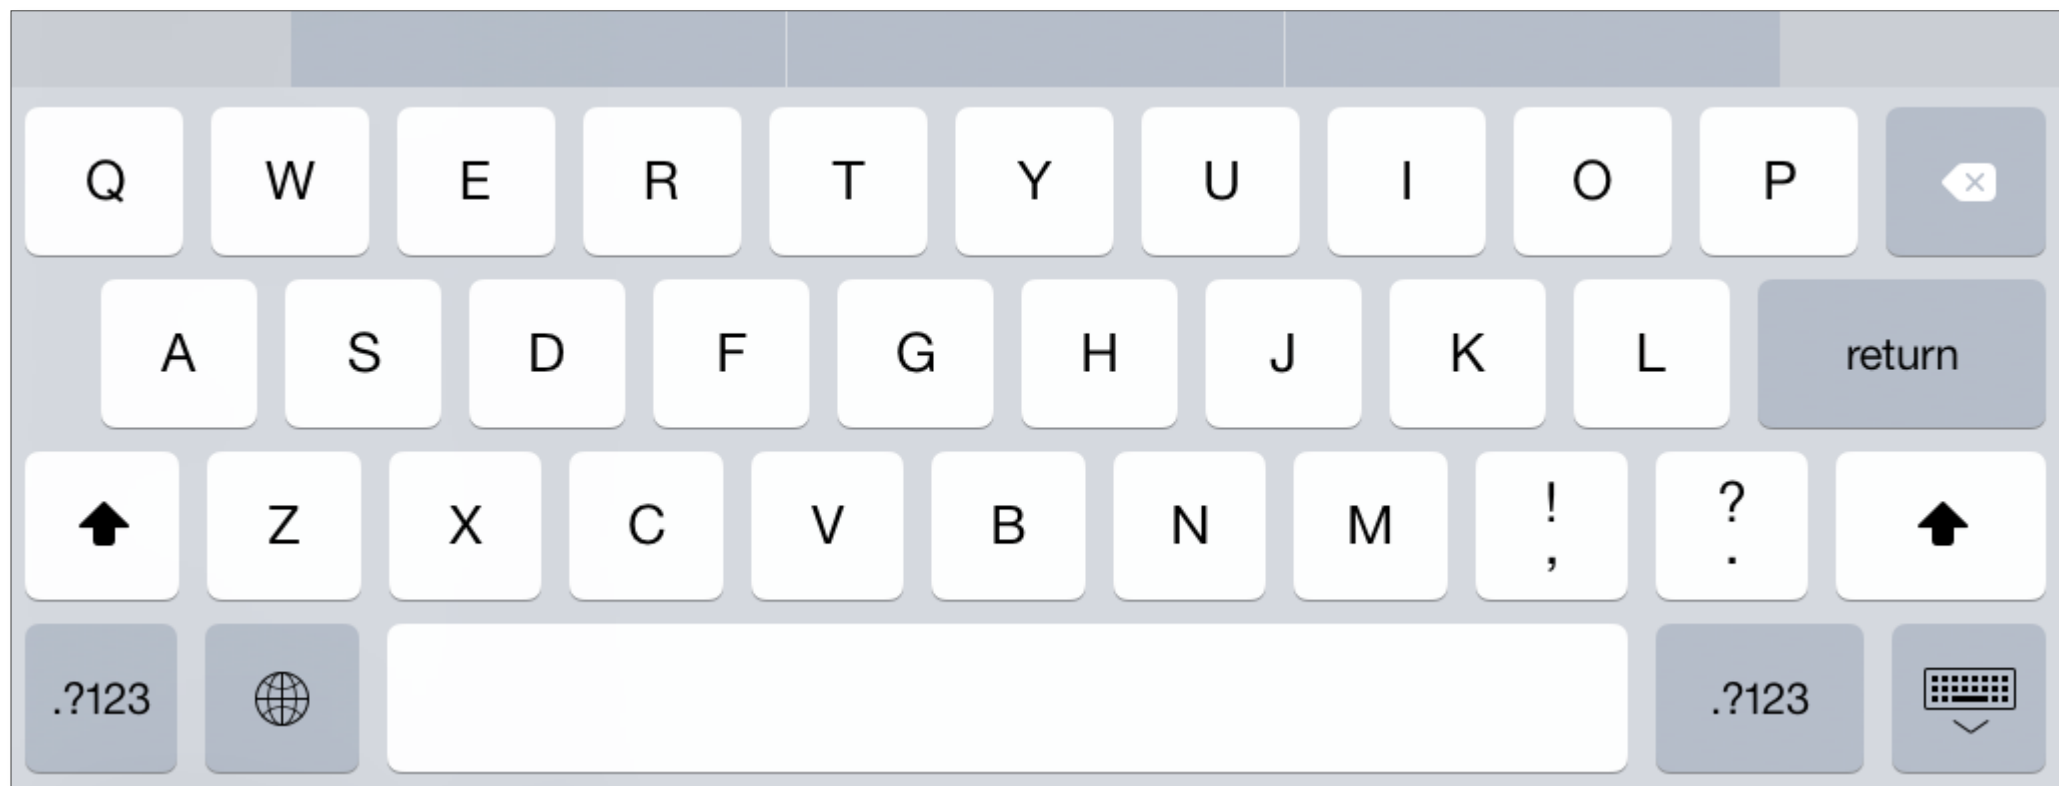 Q W E R T Y U I O P
A S D F G H J K L return
Z X C V B N M ! , ? .
.?123 .?123